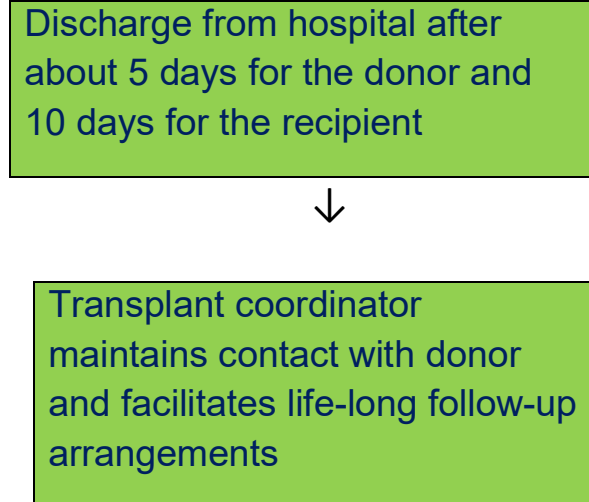 Discharge from hospital after
about 5 days for the donor and
10 days for the recipient
↓
Transplant coordinator
maintains contact with donor
and facilitates life-long follow-up
arrangements